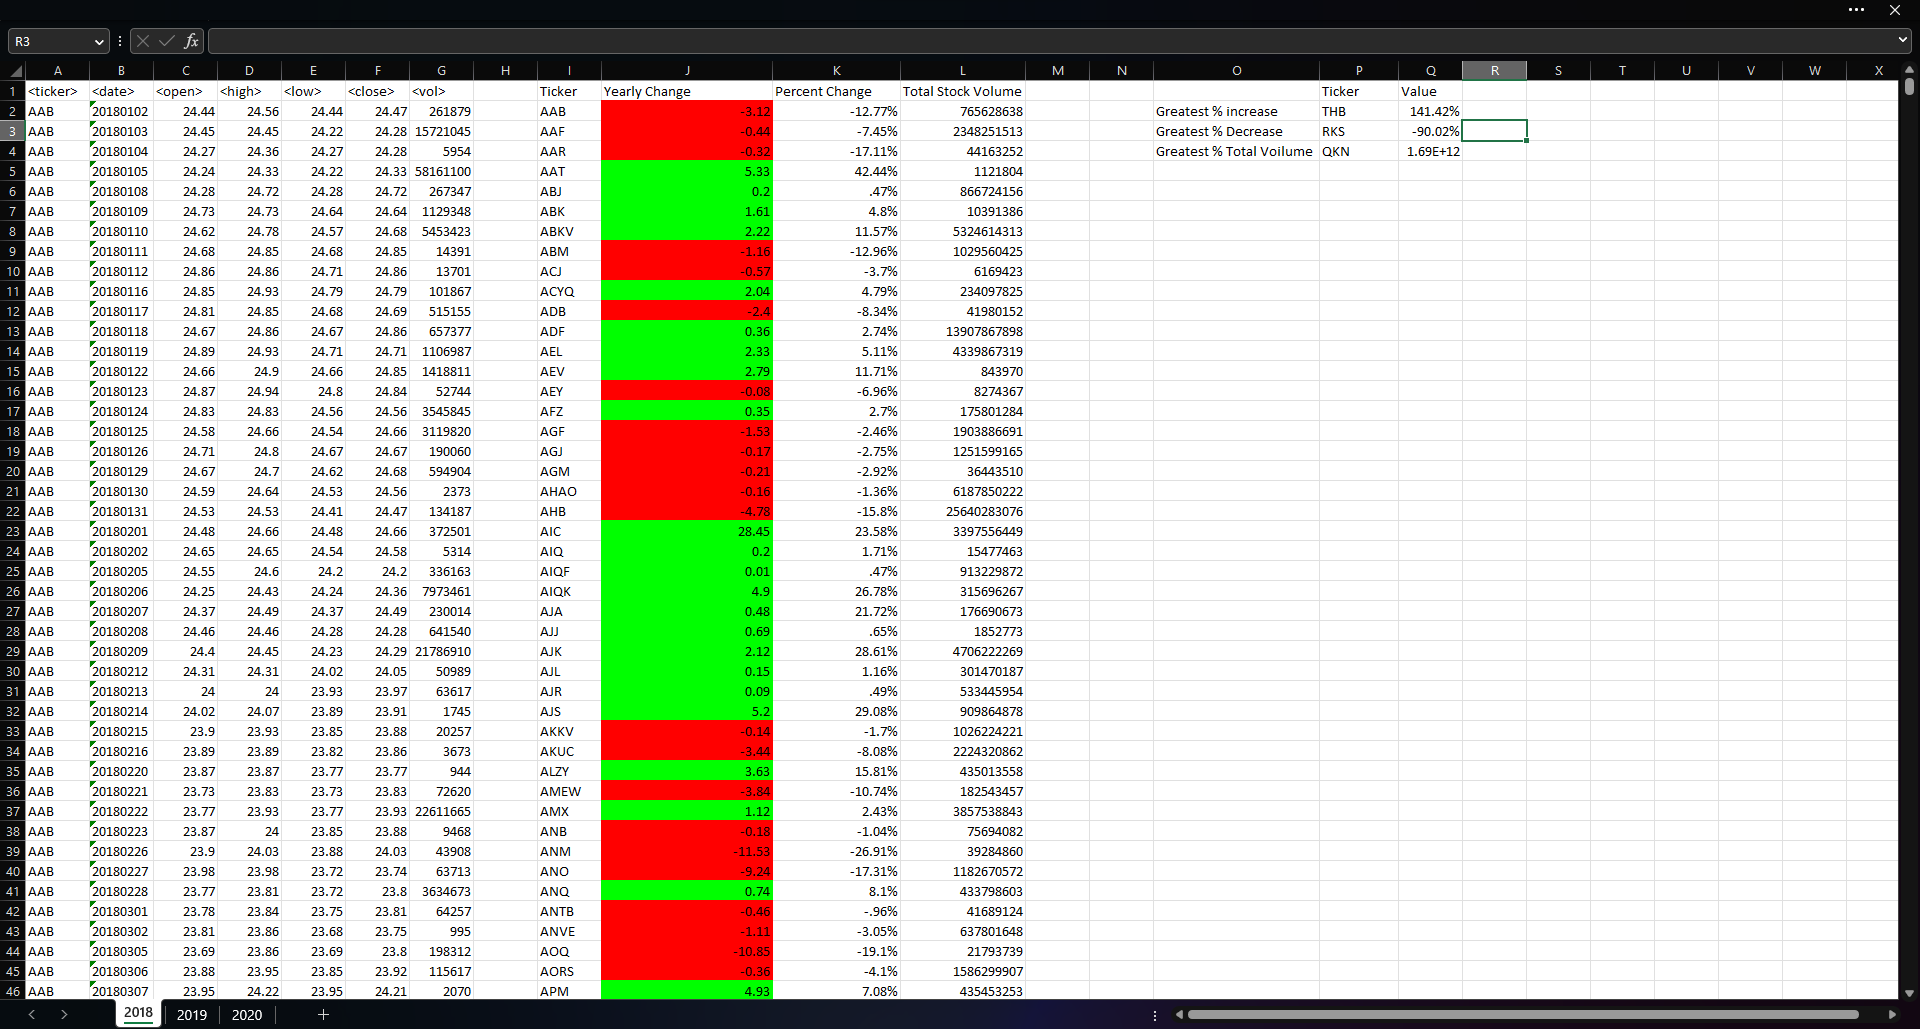 R3 fx
A B C D E F G H I J K L M N O P Q R S T U V W X
1 <ticker> <date> <open> <high> <low> <close> <vol> Ticker Yearly Change Percent Change Total Stock Volume Ticker Value
2 AAB 20180102 24.44 24.56 24.44 24.47 261879 AAB -3.12 -12.77% 765628638 Greatest % increase THB 141.42%
3 AAB 20180103 24.45 24.45 24.22 24.28 15721045 AAF -0.44 -7.45% 2348251513 Greatest % Decrease RKS -90.02%
4 AAB 20180104 24.27 24.36 24.27 24.28 5954 AAR -0.32 -17.11% 44163252 Greatest % Total Voilume QKN 1.69E+12
5 AAB 20180105 24.24 24.33 24.22 24.33 58161100 AAT 5.33 42.44% 1121804
6 AAB 20180108 24.28 24.72 24.28 24.72 267347 ABJ 0.2 .47% 866724156
7 AAB 20180109 24.73 24.73 24.64 24.64 1129348 ABK 1.61 4.8% 10391386
8 AAB 20180110 24.62 24.78 24.57 24.68 5453423 ABKV 2.22 11.57% 5324614313
9 AAB 20180111 24.68 24.85 24.68 24.85 14391 ABM -1.16 -12.96% 1029560425
10 AAB 20180112 24.86 24.86 24.71 24.86 13701 ACJ -0.57 -3.7% 6169423
11 AAB 20180116 24.85 24.93 24.79 24.79 101867 ACYQ 2.04 4.79% 234097825
12 AAB 20180117 24.81 24.85 24.68 24.69 515155 ADB -2.4 -8.34% 41980152
13 AAB 20180118 24.67 24.86 24.67 24.86 657377 ADF 0.36 2.74% 13907867898
14 AAB 20180119 24.89 24.93 24.71 24.71 1106987 AEL 2.33 5.11% 4339867319
15 AAB 20180122 24.66 24.9 24.66 24.85 1418811 AEV 2.79 11.71% 843970
16 AAB 20180123 24.87 24.94 24.8 24.84 52744 AEY -0.08 -6.96% 8274367
17 AAB 20180124 24.83 24.83 24.56 24.56 3545845 AFZ 0.35 2.7% 175801284
18 AAB 20180125 24.58 24.66 24.54 24.66 3119820 AGF -1.53 -2.46% 1903886691
19 AAB 20180126 24.71 24.8 24.67 24.67 190060 AGJ -0.17 -2.75% 1251599165
20 AAB 20180129 24.67 24.7 24.62 24.68 594904 AGM -0.21 -2.92% 36443510
21 AAB 20180130 24.59 24.64 24.53 24.56 2373 AHAO -0.16 -1.36% 6187850222
22 AAB 20180131 24.53 24.53 24.41 24.47 134187 AHB -4.78 -15.8% 25640283076
23 AAB 20180201 24.48 24.66 24.48 24.66 372501 AIC 28.45 23.58% 3397556449
24 AAB 20180202 24.65 24.65 24.54 24.58 5314 AIQ 0.2 1.71% 15477463
25 AAB 20180205 24.55 24.6 24.2 24.2 336163 AIQF 0.01 .47% 913229872
26 AAB 20180206 24.25 24.43 24.24 24.36 7973461 AIQK 4.9 26.78% 315696267
27 AAB 20180207 24.37 24.49 24.37 24.49 230014 AJA 0.48 21.72% 176690673
28 AAB 20180208 24.46 24.46 24.28 24.28 641540 AJJ 0.69 .65% 1852773
29 AAB 20180209 24.4 24.45 24.23 24.29 21786910 AJK 2.12 28.61% 4706222269
30 AAB 20180212 24.31 24.31 24.02 24.05 50989 AJL 0.15 1.16% 301470187
31 AAB 20180213 24 24 23.93 23.97 63617 AJR 0.09 .49% 533445954
32 AAB 20180214 24.02 24.07 23.89 23.91 1745 AJS 5.2 29.08% 909864878
33 AAB 20180215 23.9 23.93 23.85 23.88 20257 AKKV -0.14 -1.7% 1026224221
34 AAB 20180216 23.89 23.89 23.82 23.86 3673 AKUC -3.44 -8.08% 2224320862
35 AAB 20180220 23.87 23.87 23.77 23.77 944 ALZY 3.63 15.81% 435013558
36 AAB 20180221 23.73 23.83 23.73 23.83 72620 AMEW -3.84 -10.74% 182543457
37 AAB 20180222 23.77 23.93 23.77 23.93 22611665 AMX 1.12 2.43% 3857538843
38 AAB 20180223 23.87 24 23.85 23.88 9468 ANB -0.18 -1.04% 75694082
39 AAB 20180226 23.9 24.03 23.88 24.03 43908 ANM -11.53 -26.91% 39284860
40 AAB 20180227 23.98 23.98 23.72 23.74 63713 ANO -9.24 -17.31% 1182670572
41 AAB 20180228 23.77 23.81 23.72 23.8 3634673 ANQ 0.74 8.1% 433798603
42 AAB 20180301 23.78 23.84 23.75 23.81 64257 ANTB -0.46 -.96% 41689124
43 AAB 20180302 23.81 23.86 23.68 23.75 995 ANVE -1.11 -3.05% 637801648
44 AAB 20180305 23.69 23.86 23.69 23.8 198312 AOQ -10.85 -19.1% 21793739
45 AAB 20180306 23.88 23.95 23.85 23.92 115617 AORS -0.36 -4.1% 1586299907
46 AAB 20180307 23.95 24.22 23.95 24.21 2070 APM 4.93 7.08% 435453253
2018 2019 2020